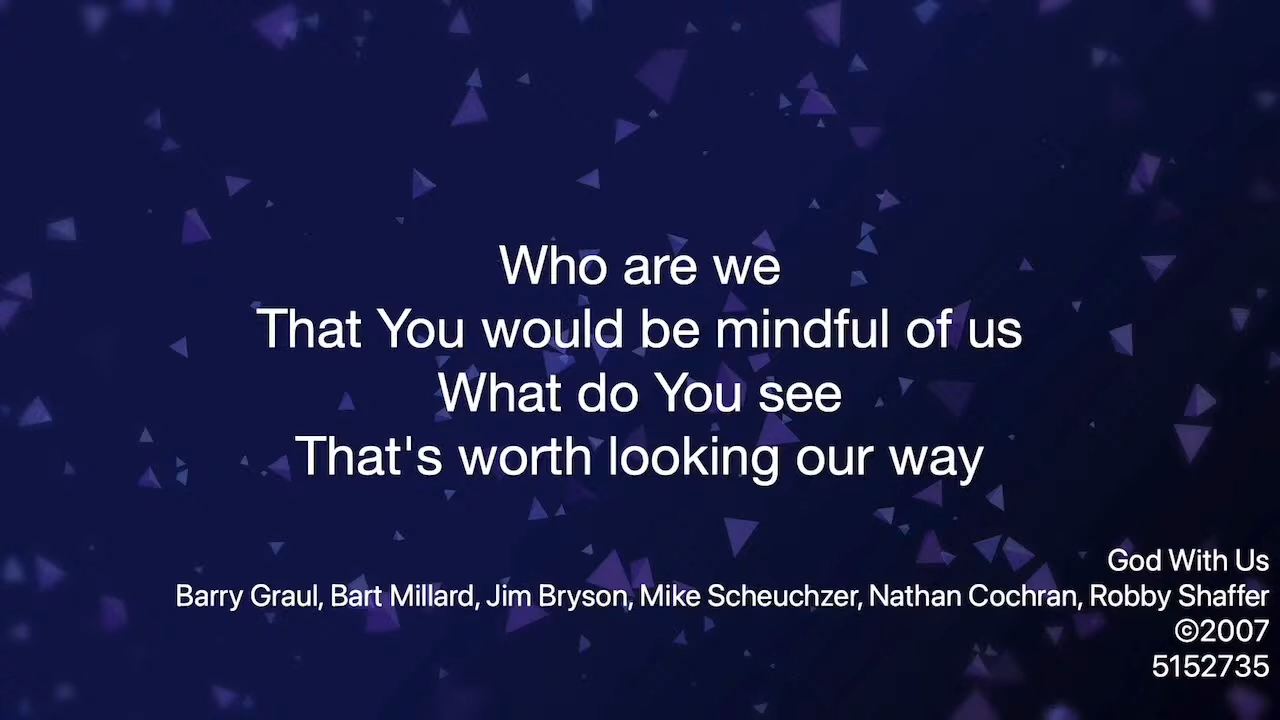 Who are we
That You would be mindful of us
What do You see
That's worth looking our way
God With Us
Barry Graul, Bart Millard, Jim Bryson, Mike Scheuchzer, Nathan Cochran, Robby Shaffer
©2007
5152735